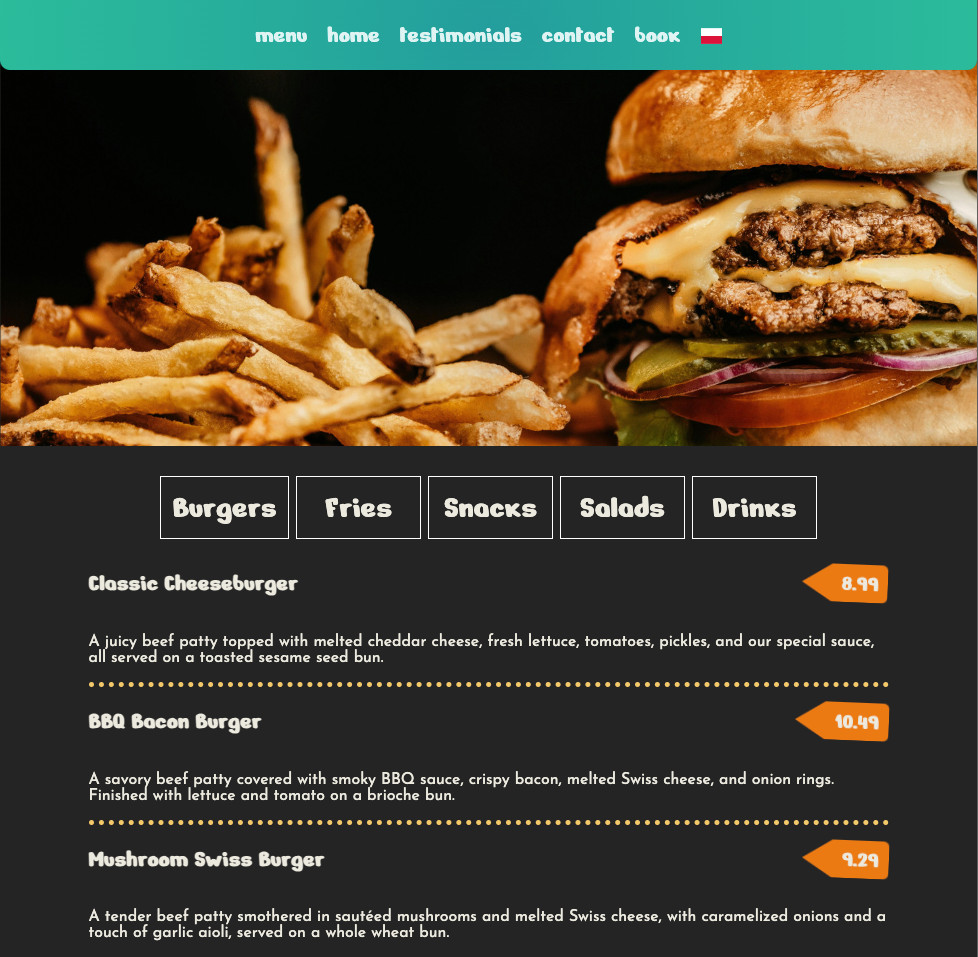 menu home testimonials contact book
Burgers Fries Snacks Salads Drinks
Classic Cheeseburger 8.99
A juicy beef patty topped with melted cheddar cheese, fresh lettuce, tomatoes, pickles, and our special sauce,
all served on a toasted sesame seed bun.
BBQ Bacon Burger 10.49
A savory beef patty covered with smoky BBQ sauce, crispy bacon, melted Swiss cheese, and onion rings.
Finished with lettuce and tomato on a brioche bun.
Mushroom Swiss Burger 9.29
A tender beef patty smothered in sautéed mushrooms and melted Swiss cheese, with caramelized onions and a
touch of garlic aioli, served on a whole wheat bun.